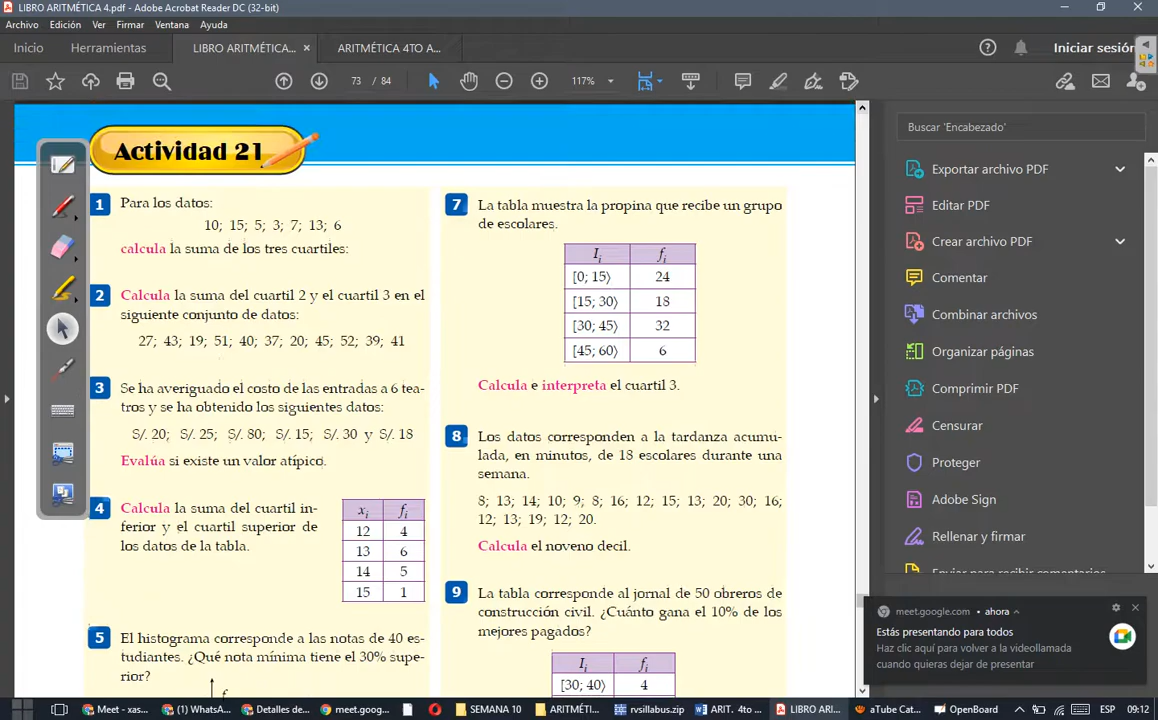 LIBRO ARITMÉTICA 4.pdf - Adobe Acrobat Reader DC (32-bit)
Archivo Edición Ver Firmar Ventana Ayuda
Inicio Herramientas LIBRO ARITMÉTICA... × ARITMÉTICA 4TO A... Iniciar sesión
73 / 84 117%
Buscar 'Encabezado'
Exportar archivo PDF
Editar PDF
Crear archivo PDF
Comentar
Combinar archivos
Organizar páginas
Comprimir PDF
Censurar
Proteger
Adobe Sign
Rellenar y firmar
Enviar para recibir comentarios
Actividad 21
1 Para los datos:
10; 15; 5; 3; 7; 13; 6
calcula la suma de los tres cuartiles:
2 Calcula la suma del cuartil 2 y el cuartil 3 en el
siguiente conjunto de datos:
27; 43; 19; 51; 40; 37; 20; 45; 52; 39; 41
3 Se ha averiguado el costo de las entradas a 6 tea-
tros y se ha obtenido los siguientes datos:
S/. 20; S/. 25; S/. 80; S/. 15; S/. 30 y S/. 18
Evalúa si existe un valor atípico.
4 Calcula la suma del cuartil in-
ferior y el cuartil superior de
los datos de la tabla.
xi fi
12 4
13 6
14 5
15 1
5 El histograma corresponde a las notas de 40 es-
tudiantes. ¿Qué nota mínima tiene el 30% supe-
rior?
f
7 La tabla muestra la propina que recibe un grupo
de escolares.
Ii fi
[0; 15⟩ 24
[15; 30⟩ 18
[30; 45⟩ 32
[45; 60⟩ 6
Calcula e interpreta el cuartil 3.
8 Los datos corresponden a la tardanza acumu-
lada, en minutos, de 18 escolares durante una
semana.
8; 13; 14; 10; 9; 8; 16; 12; 15; 13; 20; 30; 16;
12; 13; 19; 12; 20.
Calcula el noveno decil.
9 La tabla corresponde al jornal de 50 obreros de
construcción civil. ¿Cuánto gana el 10% de los
mejores pagados?
Ii fi
[30; 40⟩ 4
meet.google.com • ahora
Estás presentando para todos
Haz clic aquí para volver a la videollamada
cuando quieras dejar de presentar
Meet - xas... (1) WhatsA... Detalles de... meet.goo... SEMANA 10 ARITMÉTI... rvsillabus.zip ARIT. 4to ... LIBRO ARI... aTube Cat... OpenBoard ESP 09:12